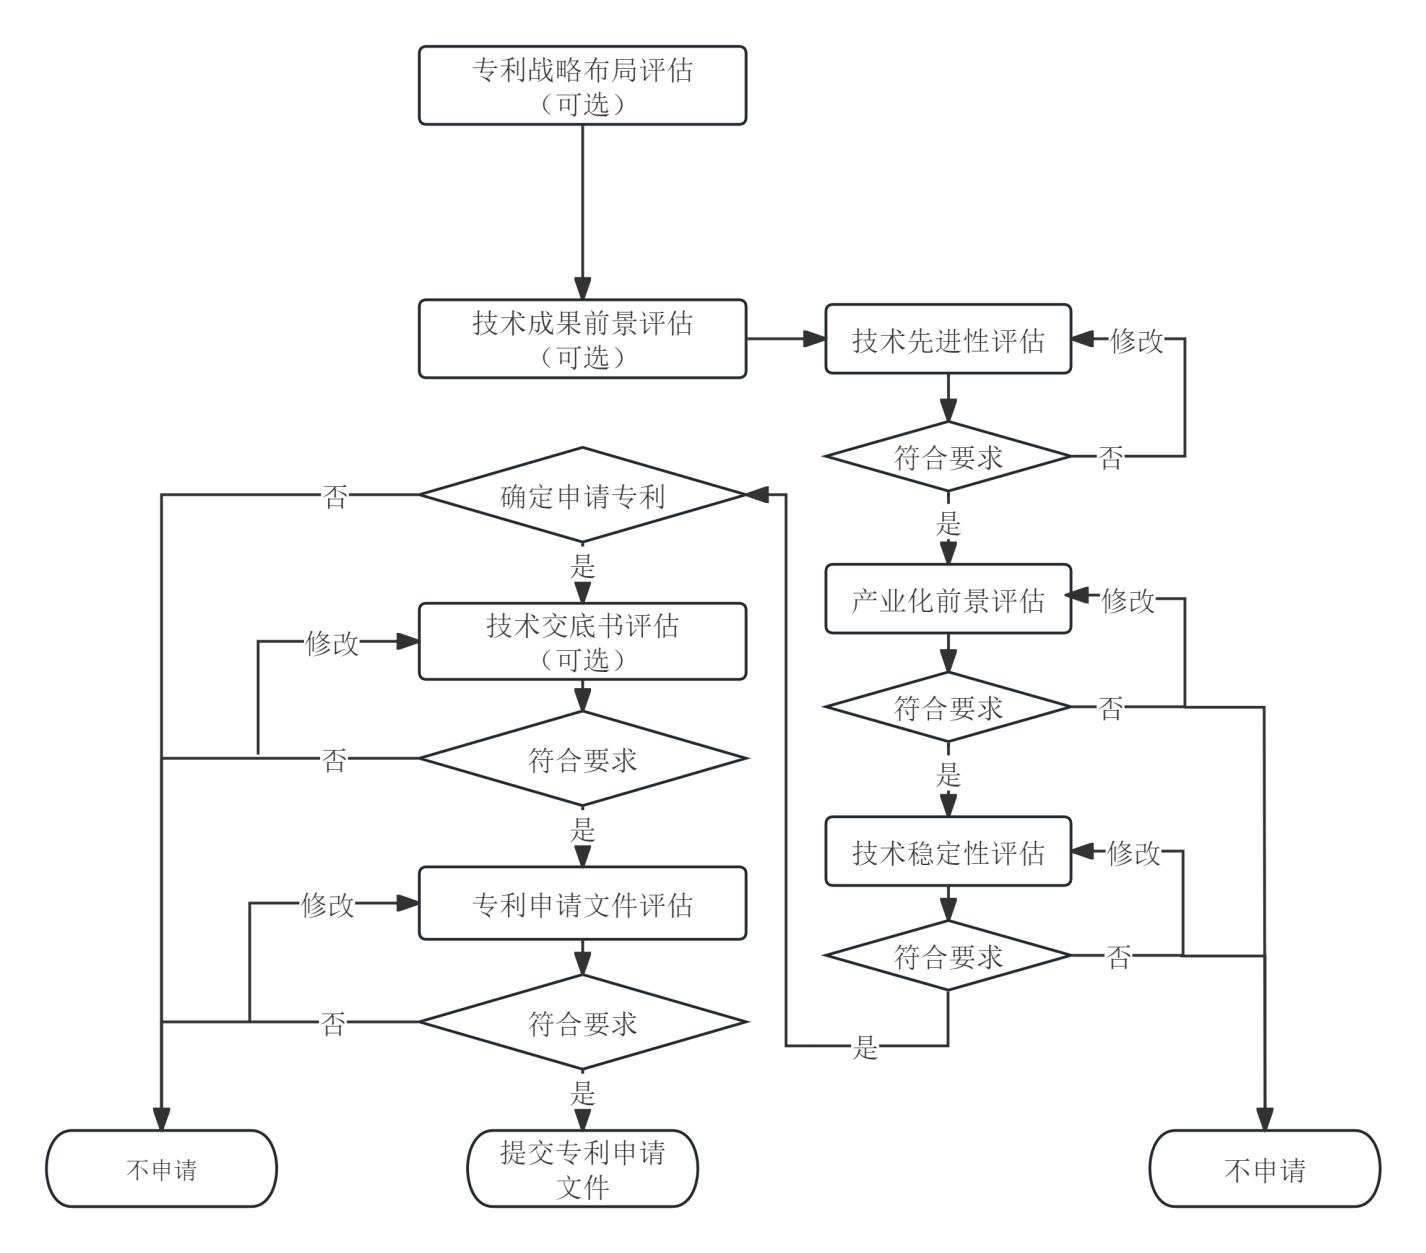 专利战略布局评估
（可选）
技术成果前景评估
（可选）
技术先进性评估
修改
符合要求
否
是
确定申请专利
否
是
产业化前景评估
修改
技术交底书评估
（可选）
修改
符合要求
否
是
符合要求
否
是
技术稳定性评估
修改
专利申请文件评估
修改
符合要求
否
是
符合要求
否
是
不申请
提交专利申请
文件
不申请